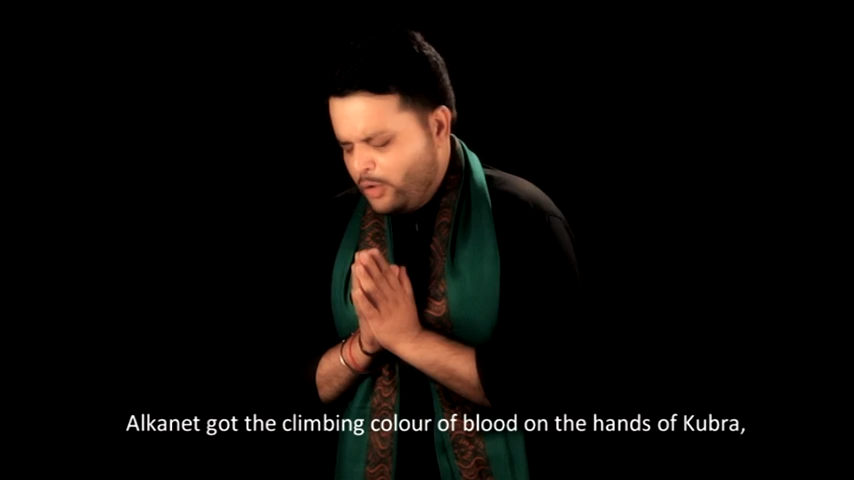 Alkanet got the climbing colour of blood on the hands of Kubra,